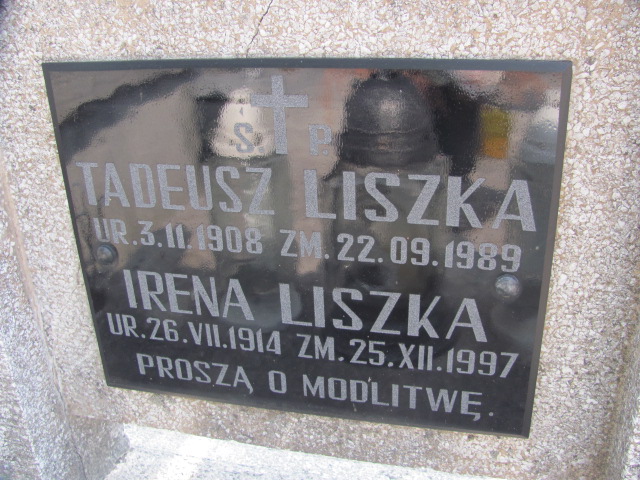 Ś P
TADEUSZ LISZKA
UR.3.11.1908 ZM.22.09.1989
IRENA LISZKA
UR.26.VII.1914 ZM.25.XII.1997
PROSZĄ O MODLITWĘ.